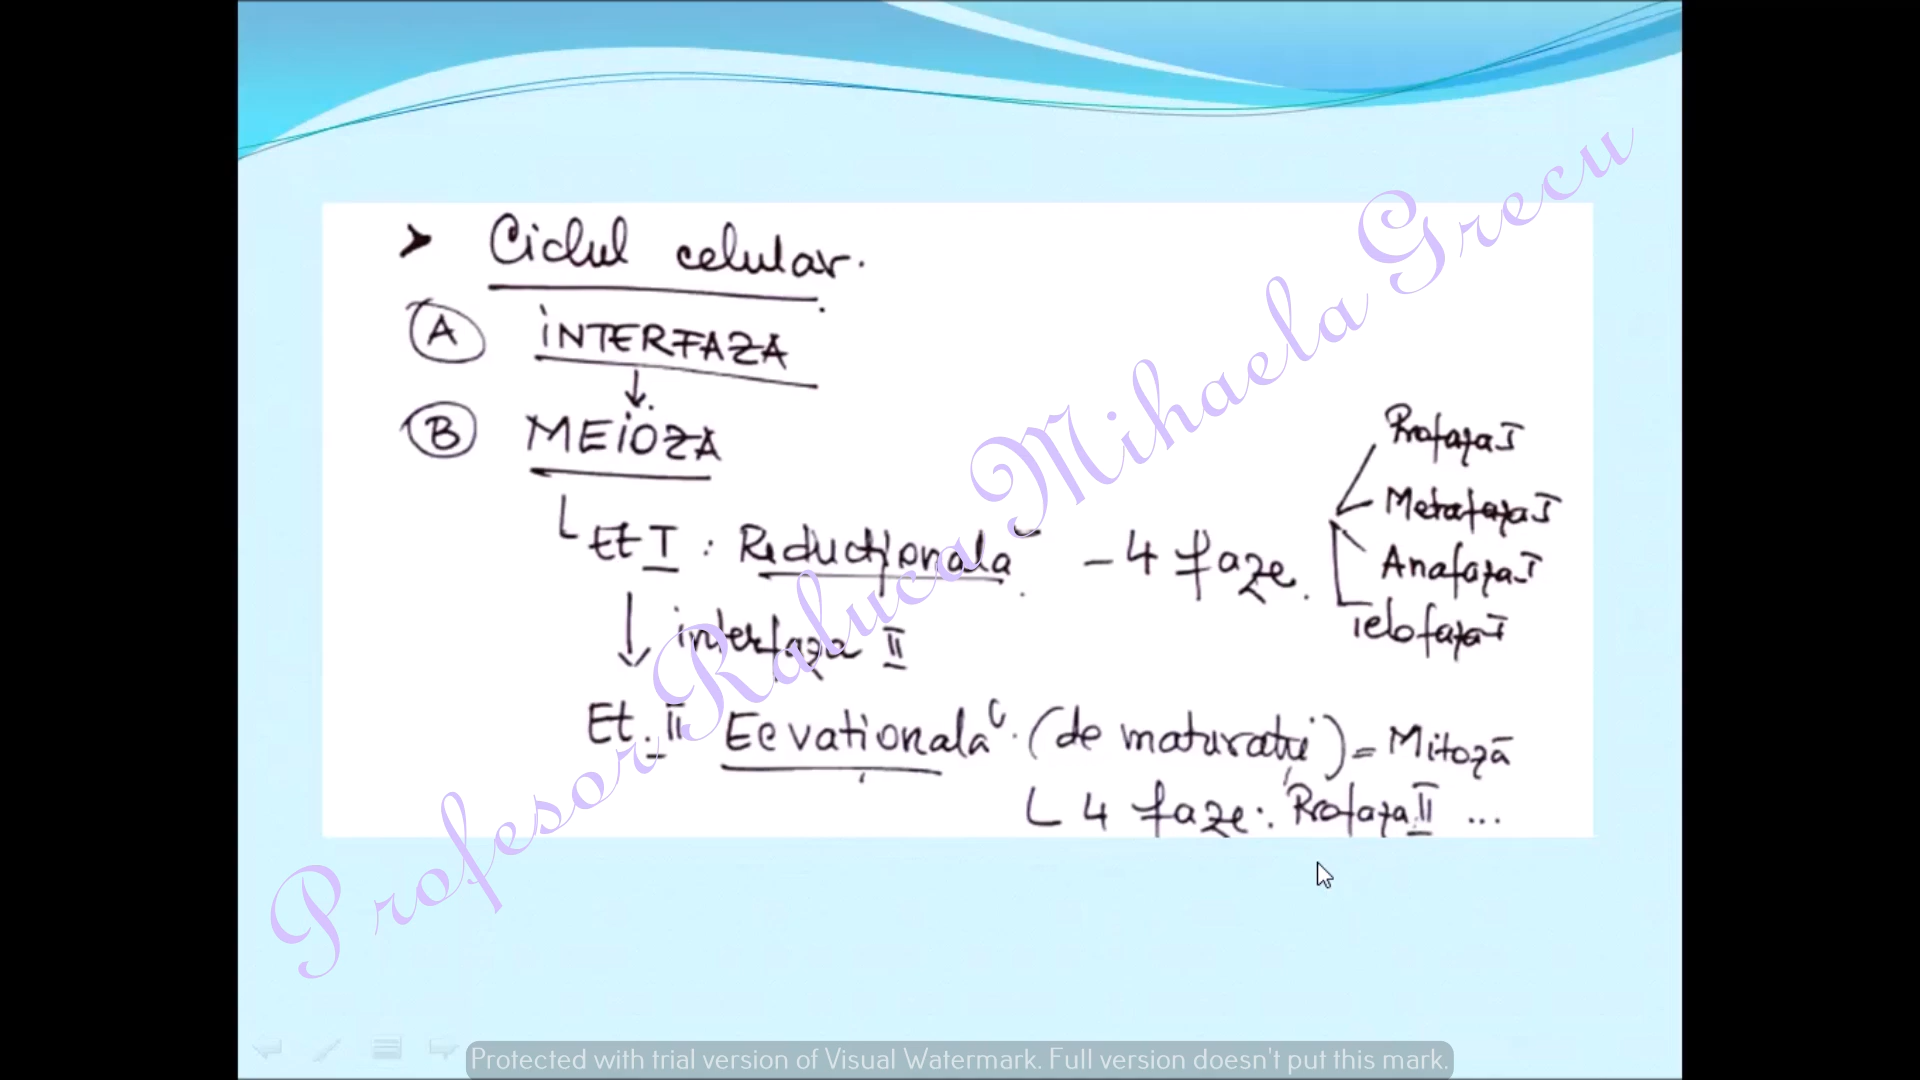 ➤ Ciclul celular.
A INTERFAZA
↓
B MEIOZA
└ Et I : Reducțională – 4 faze.
Profaza I
Metafaza I
Anafaza I
Telofaza I
↓ interfaza II
Et. II Ecvațională. (de maturație) = Mitoză
└ 4 faze: Profaza II ...
Profesor Raluca Mihaela Grecu
Protected with trial version of Visual Watermark. Full version doesn't put this mark.